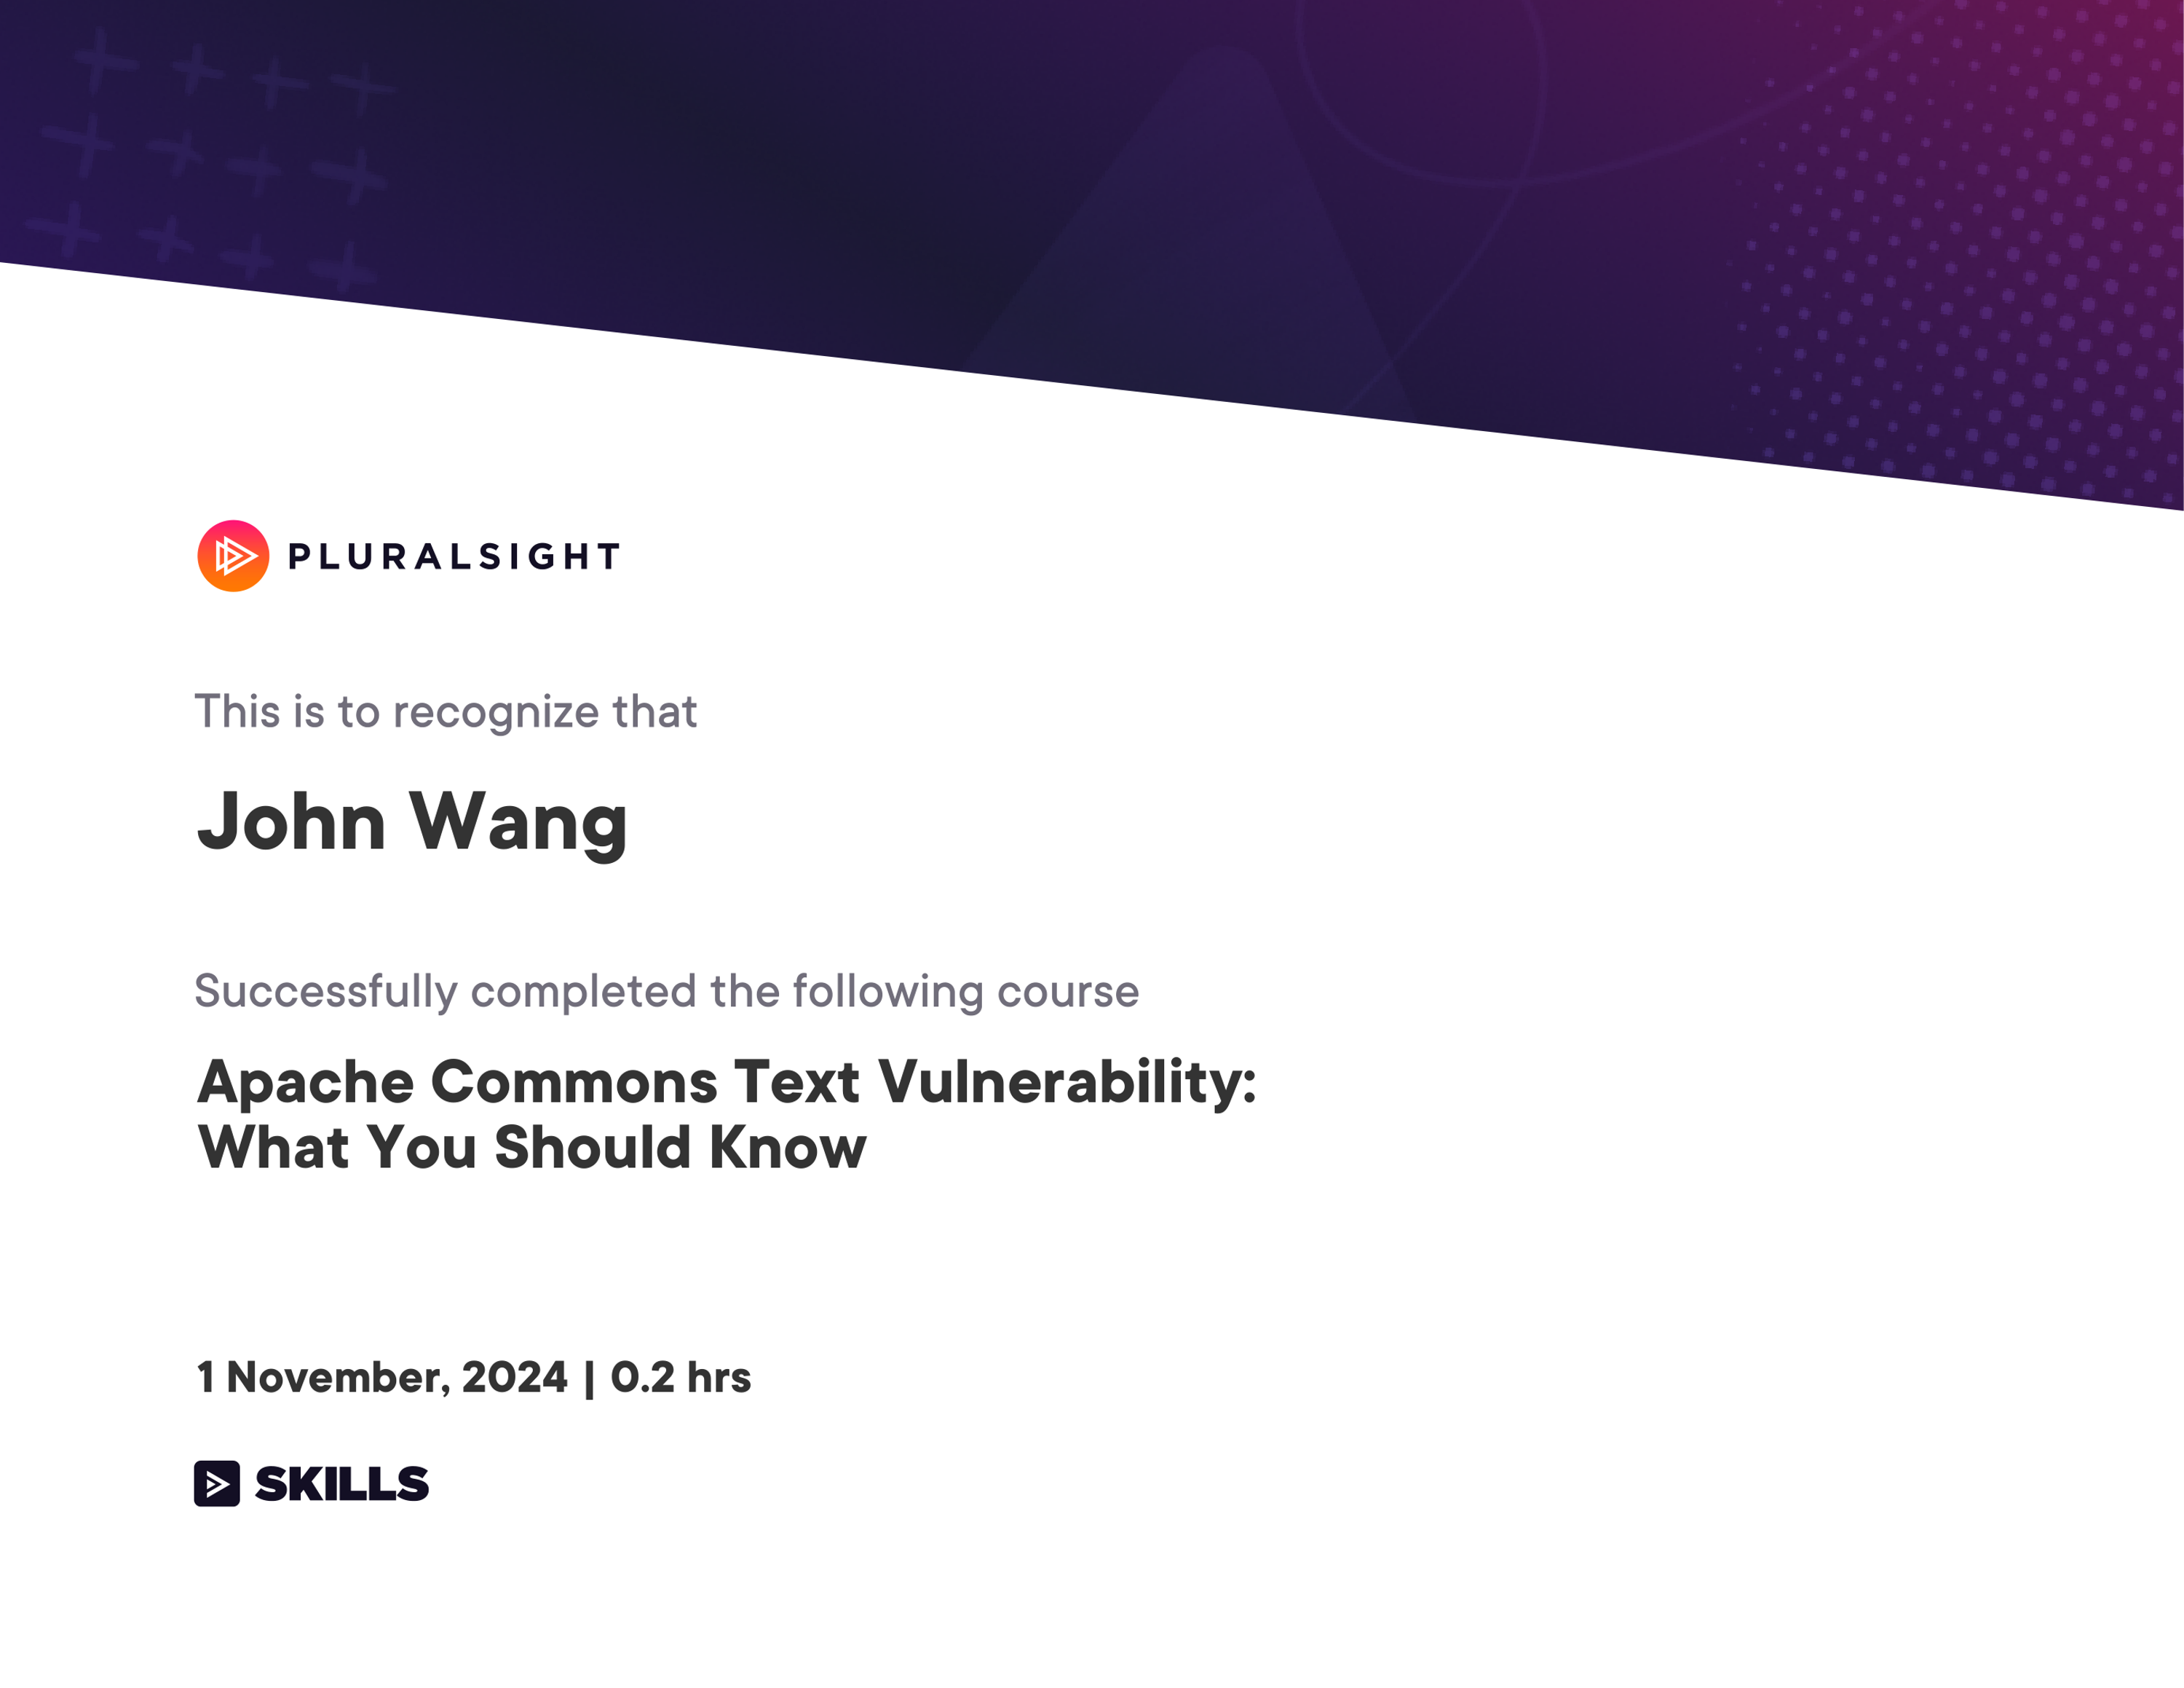 PLURALSIGHT
This is to recognize that
John Wang
Successfully completed the following course
Apache Commons Text Vulnerability:
What You Should Know
1 November, 2024 | 0.2 hrs
SKILLS